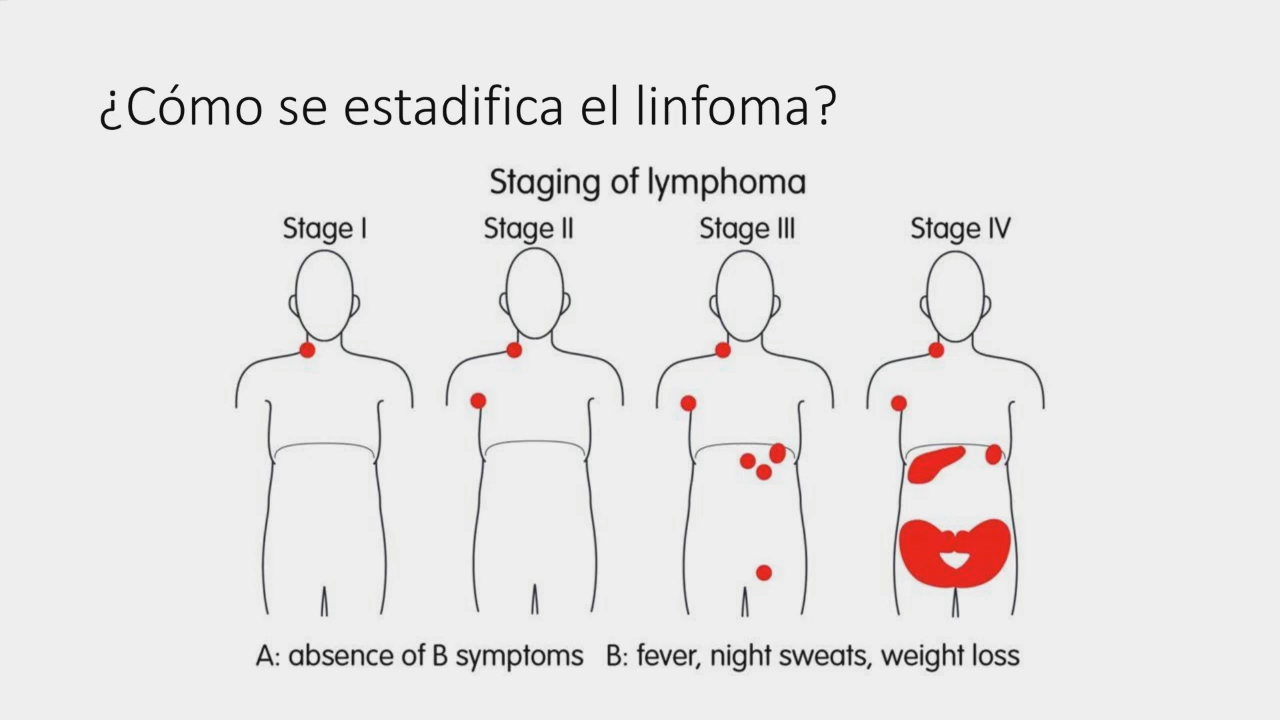 ¿Cómo se estadifica el linfoma?
Staging of lymphoma
Stage I
Stage II
Stage III
Stage IV
A: absence of B symptoms B: fever, night sweats, weight loss